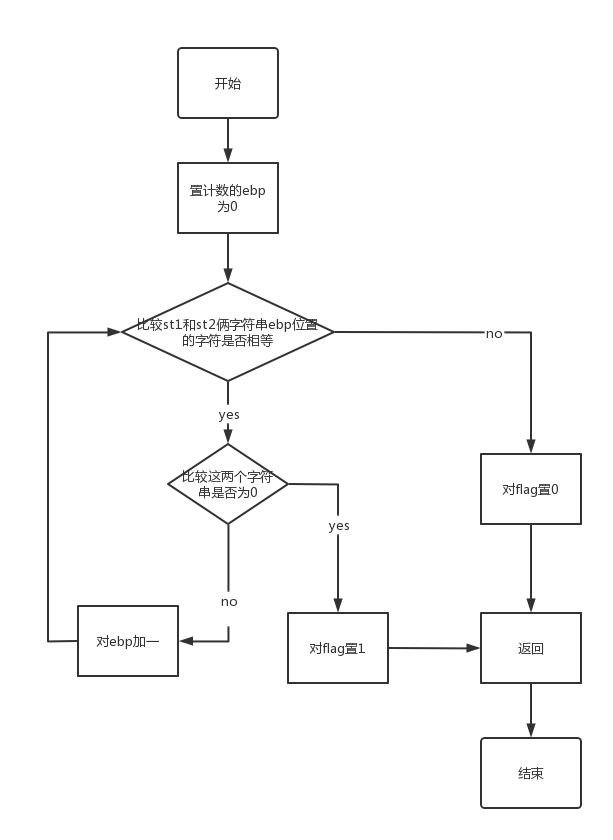 开始
置计数的ebp
为0
比较st1和st2俩字符串ebp位置
的字符是否相等
no
yes
比较这两个字符
串是否为0
对flag置0
yes
no
对ebp加一
对flag置1
返回
结束